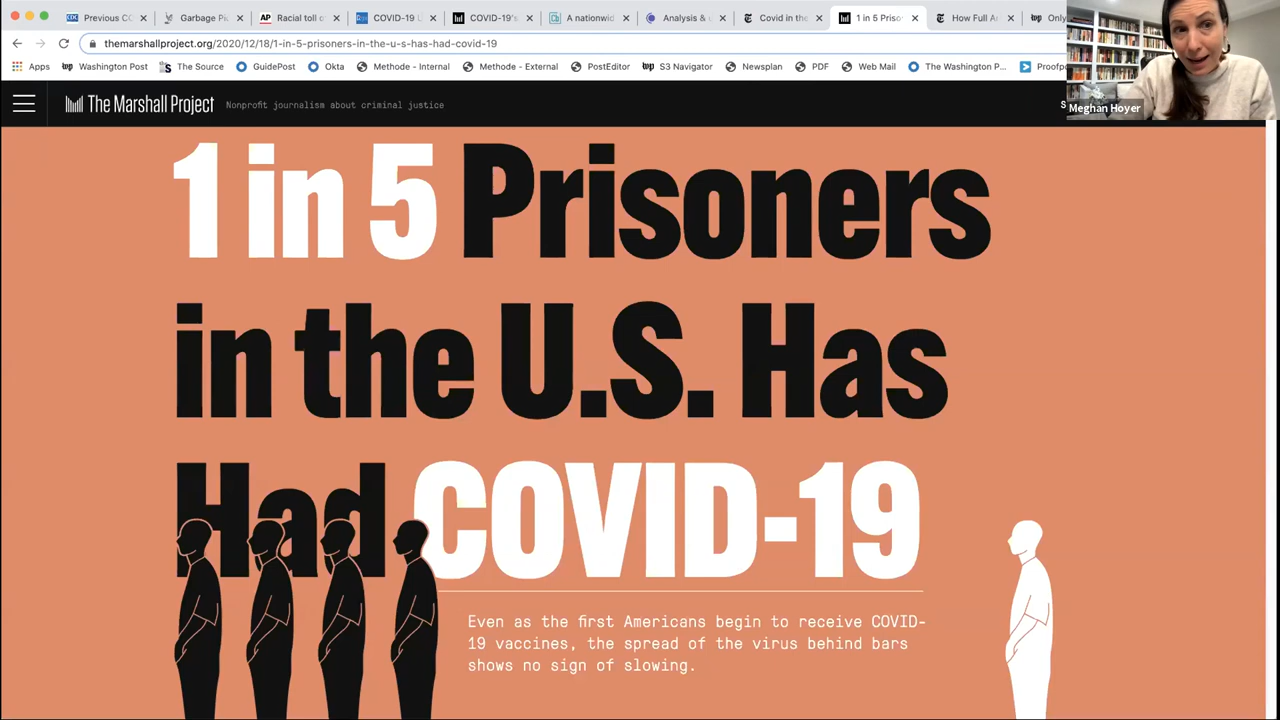 Previous CC
Garbage Pi
Racial toll o
COVID-19 U
COVID-19's
A nationwid
Analysis &
Covid in the
1 in 5 Priso
How Full Ar
Only
themarshallproject.org/2020/12/18/1-in-5-prisoners-in-the-u-s-has-had-covid-19
Apps
Washington Post
The Source
GuidePost
Okta
Methode - Internal
Methode - External
PostEditor
S3 Navigator
Newsplan
PDF
Web Mail
The Washington P...
Proofpo
The Marshall Project
Nonprofit journalism about criminal justice
Meghan Hoyer
1 in 5 Prisoners
in the U.S. Has
Had COVID-19
Even as the first Americans begin to receive COVID-
19 vaccines, the spread of the virus behind bars
shows no sign of slowing.